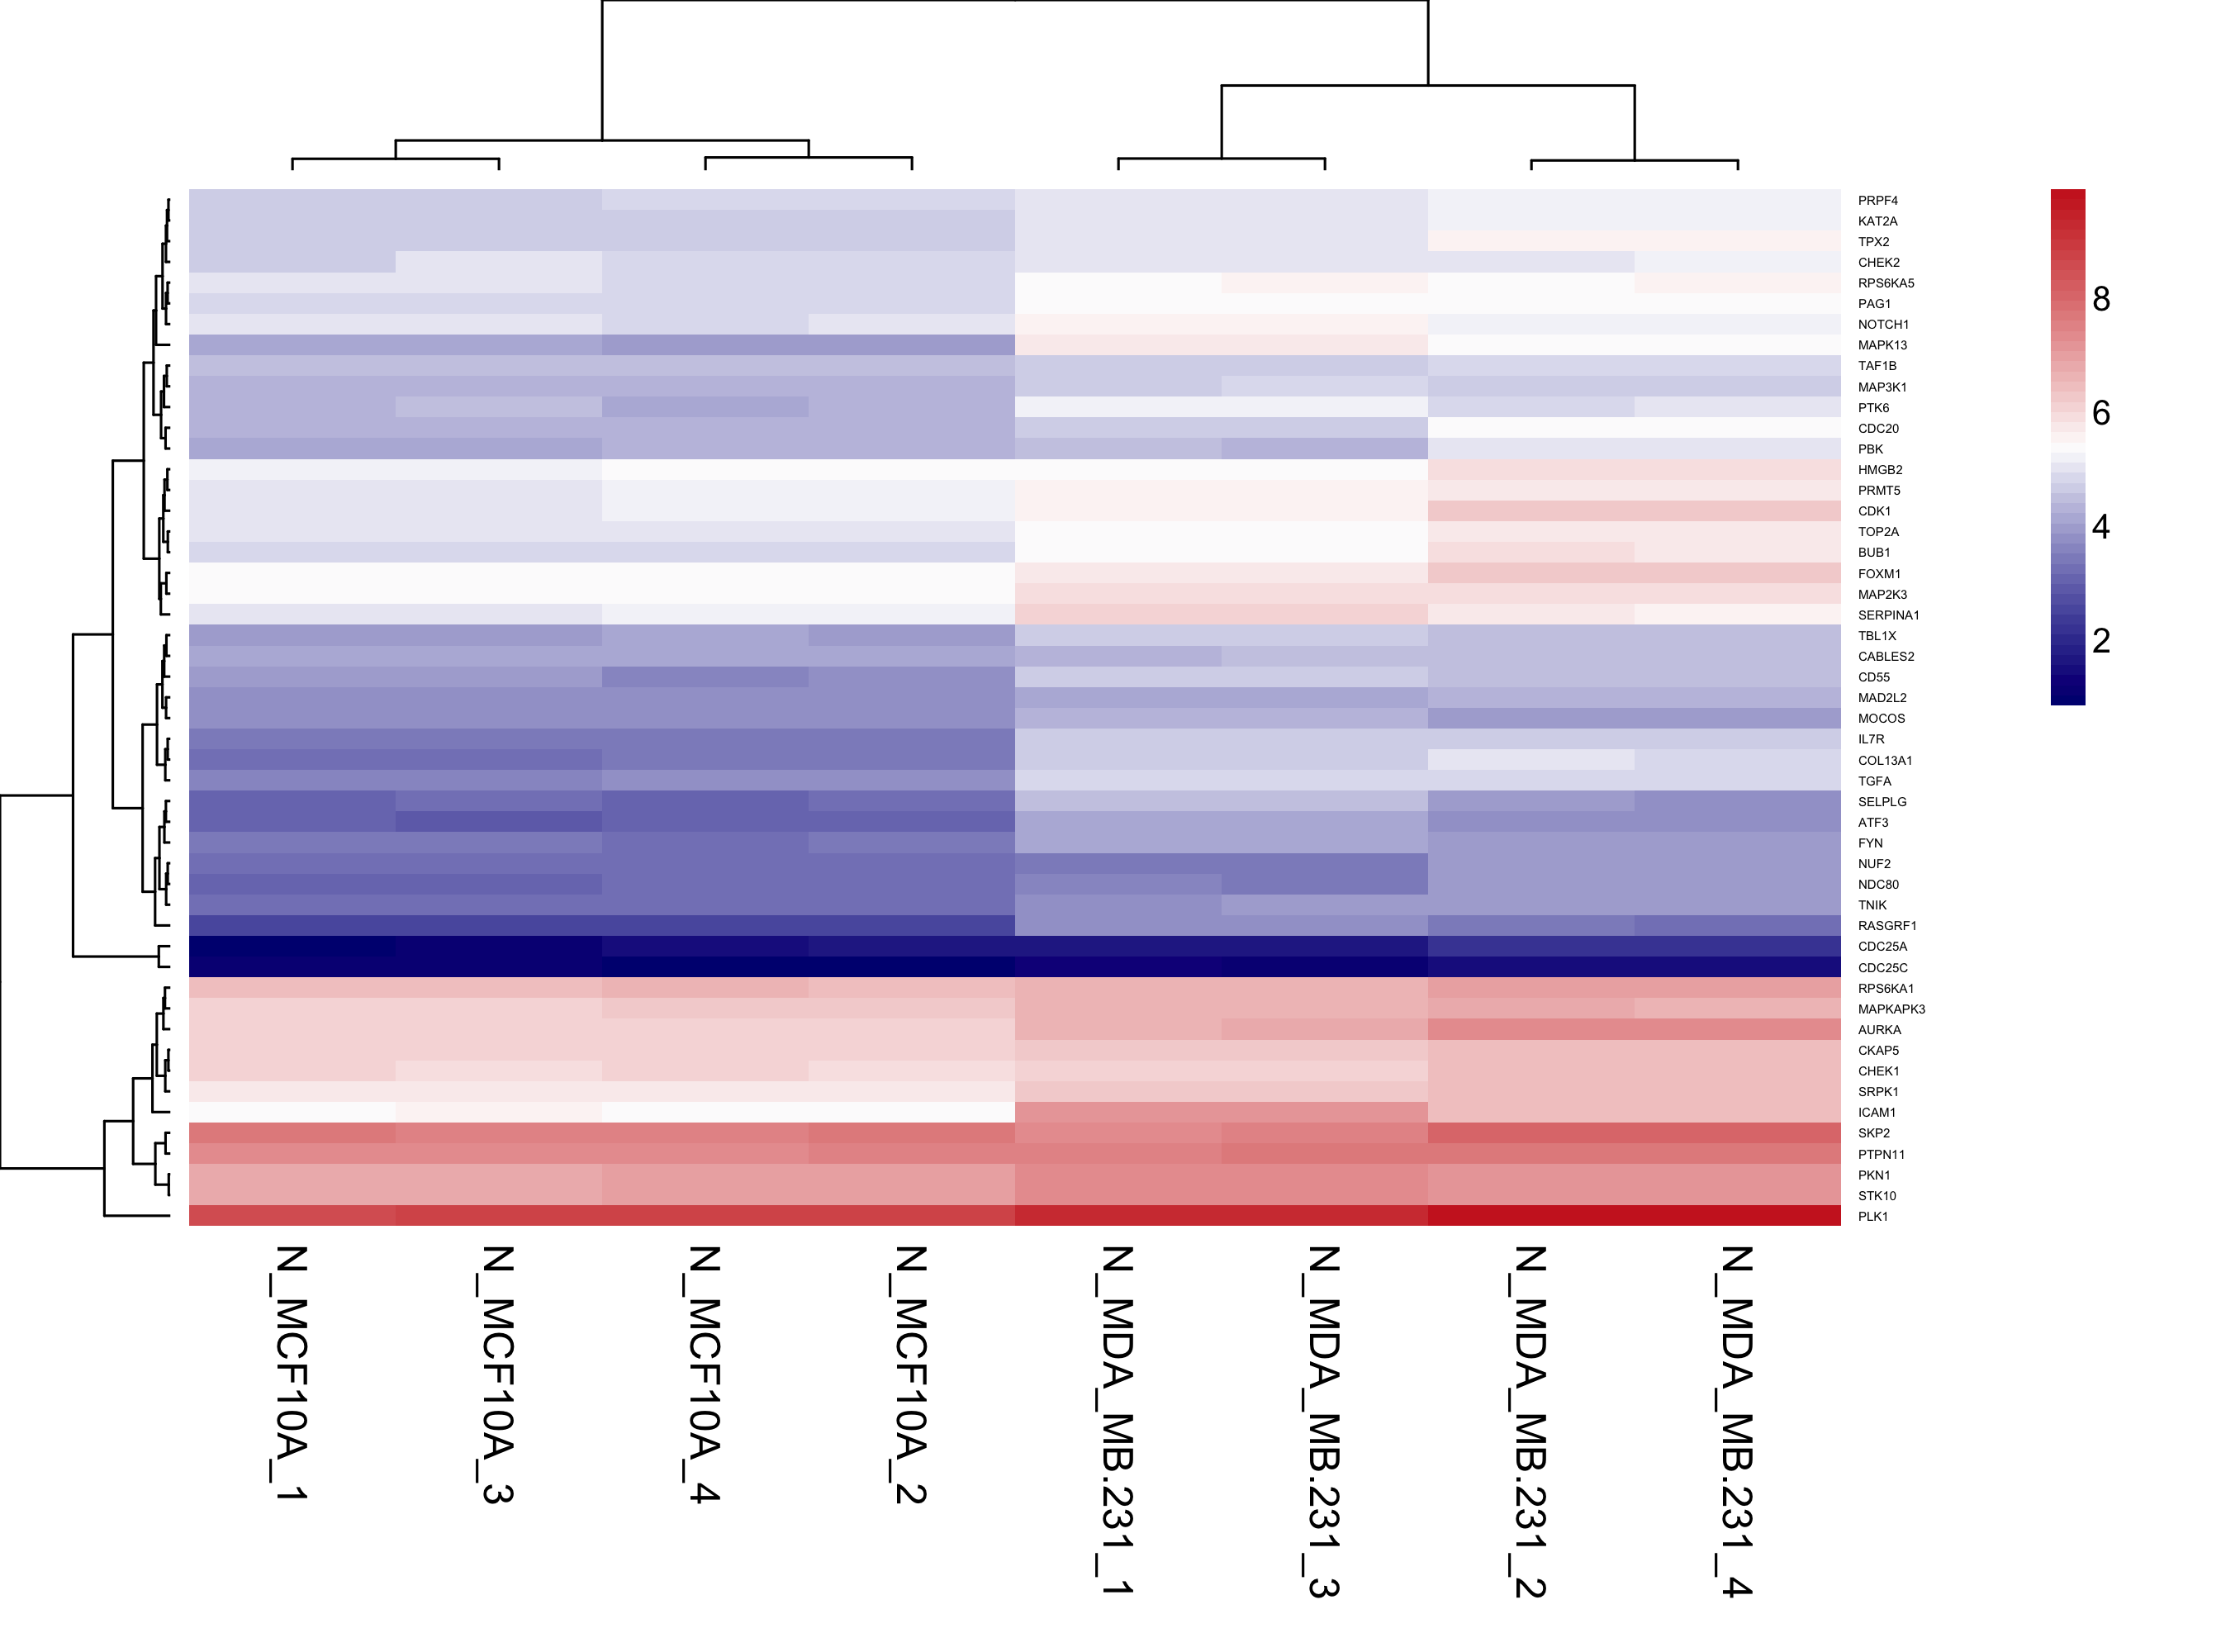 PRPF4
KAT2A
TPX2
CHEK2
RPS6KA5
PAG1
NOTCH1
MAPK13
TAF1B
MAP3K1
PTK6
CDC20
PBK
HMGB2
PRMT5
CDK1
TOP2A
BUB1
FOXM1
MAP2K3
SERPINA1
TBL1X
CABLES2
CD55
MAD2L2
MOCOS
IL7R
COL13A1
TGFA
SELPLG
ATF3
FYN
NUF2
NDC80
TNIK
RASGRF1
CDC25A
CDC25C
RPS6KA1
MAPKAPK3
AURKA
CKAP5
CHEK1
SRPK1
ICAM1
SKP2
PTPN11
PKN1
STK10
PLK1
8
6
4
2
N_MCF10A_1
N_MCF10A_3
N_MCF10A_4
N_MCF10A_2
N_MDA_MB.231_1
N_MDA_MB.231_3
N_MDA_MB.231_2
N_MDA_MB.231_4